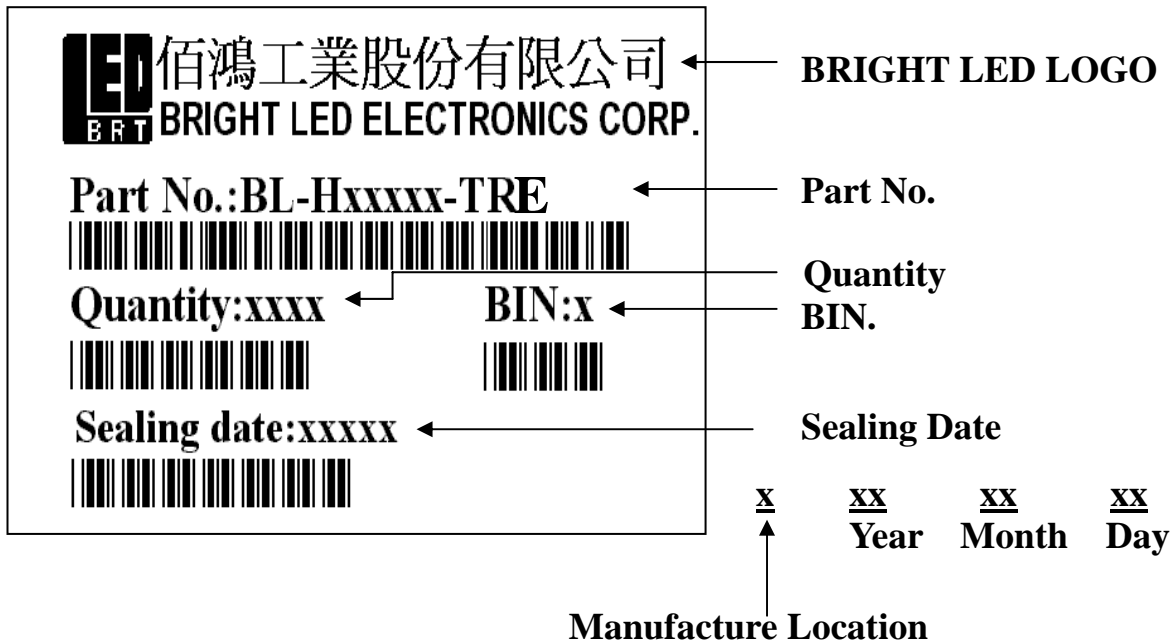 LED
BRT
佰鴻工業股份有限公司
BRIGHT LED ELECTRONICS CORP.
BRIGHT LED LOGO
Part No.:BL-Hxxxxx-TRE
Part No.
Quantity
Quantity:xxxx
BIN:x
BIN.
Sealing date:xxxxx
Sealing Date
x xx xx xx
Year Month Day
Manufacture Location